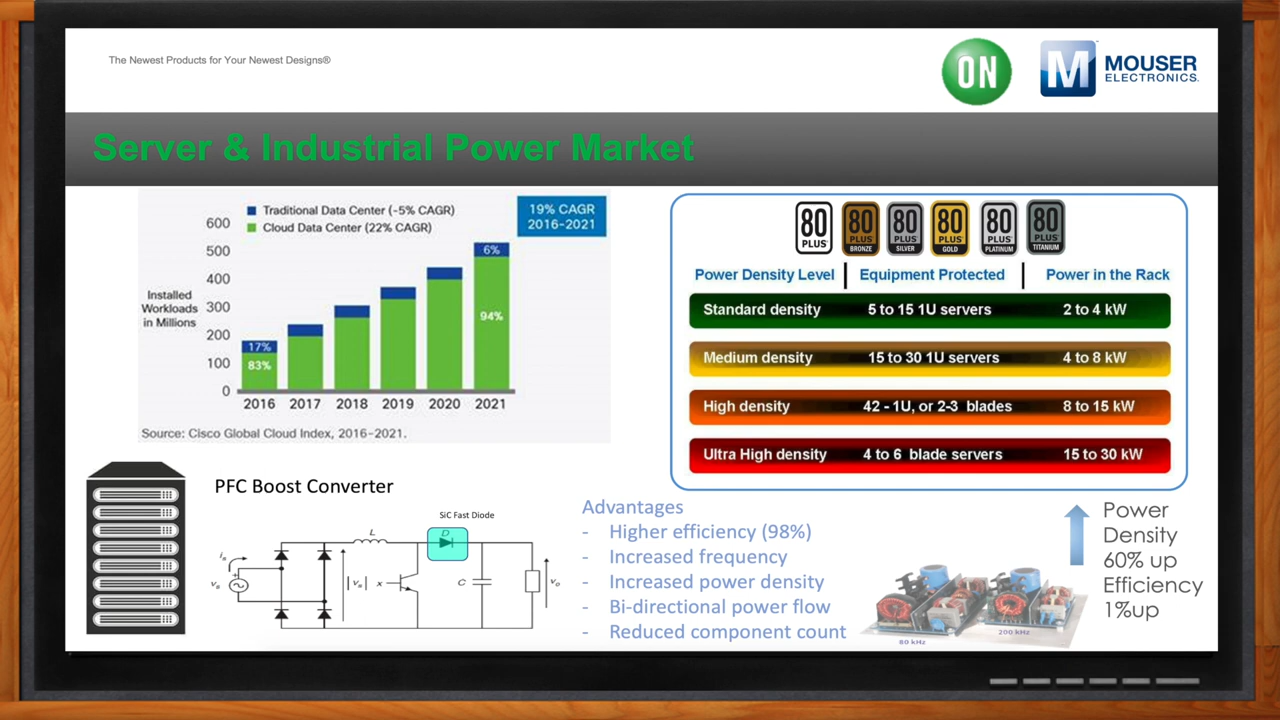 The Newest Products for Your Newest Designs®
ON
M MOUSER
ELECTRONICS.
Server & Industrial Power Market
Traditional Data Center (-5% CAGR)
Cloud Data Center (22% CAGR)
19% CAGR
2016-2021
Installed
Workloads
in Millions
600
500
400
300
200
100
0
17%
83%
6%
94%
2016 2017 2018 2019 2020 2021
Source: Cisco Global Cloud Index, 2016-2021.
80 PLUS
80 PLUS BRONZE
80 PLUS SILVER
80 PLUS GOLD
80 PLUS PLATINUM
80 PLUS TITANIUM
Power Density Level Equipment Protected Power in the Rack
Standard density 5 to 15 1U servers 2 to 4 kW
Medium density 15 to 30 1U servers 4 to 8 kW
High density 42 - 1U, or 2-3 blades 8 to 15 kW
Ultra High density 4 to 6 blade servers 15 to 30 kW
PFC Boost Converter
SiC Fast Diode
L
D
is
vs
|vs|
x
C
vo
Advantages
- Higher efficiency (98%)
- Increased frequency
- Increased power density
- Bi-directional power flow
- Reduced component count
80 kHz
200 kHz
Power
Density
60% up
Efficiency
1%up